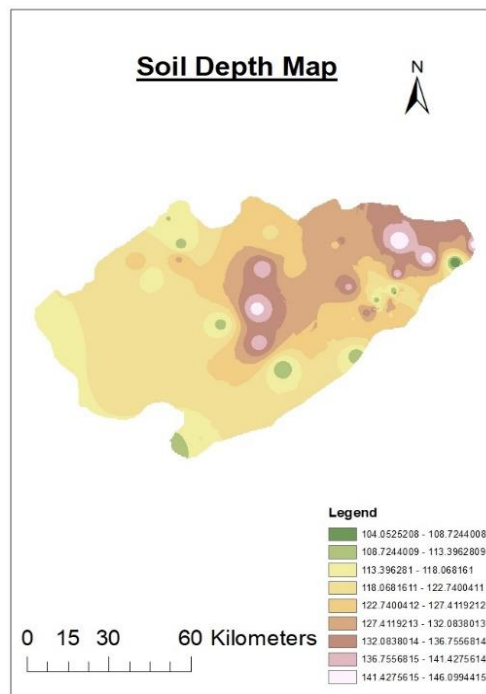 Soil Depth Map
N
Legend
104.0525208 - 108.7244008
108.7244009 - 113.3962809
113.396281 - 118.068161
118.0681611 - 122.7400411
122.7400412 - 127.4119212
127.4119213 - 132.0838013
132.0838014 - 136.7556814
136.7556815 - 141.4275614
141.4275615 - 146.0994415
0 15 30 60 Kilometers